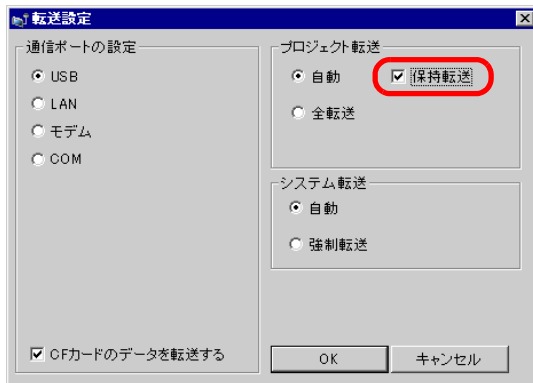 転送設定
通信ポートの設定
USB
LAN
モデム
COM
CFカードのデータを転送する
プロジェクト転送
自動
保持転送
全転送
システム転送
自動
強制転送
OK
キャンセル